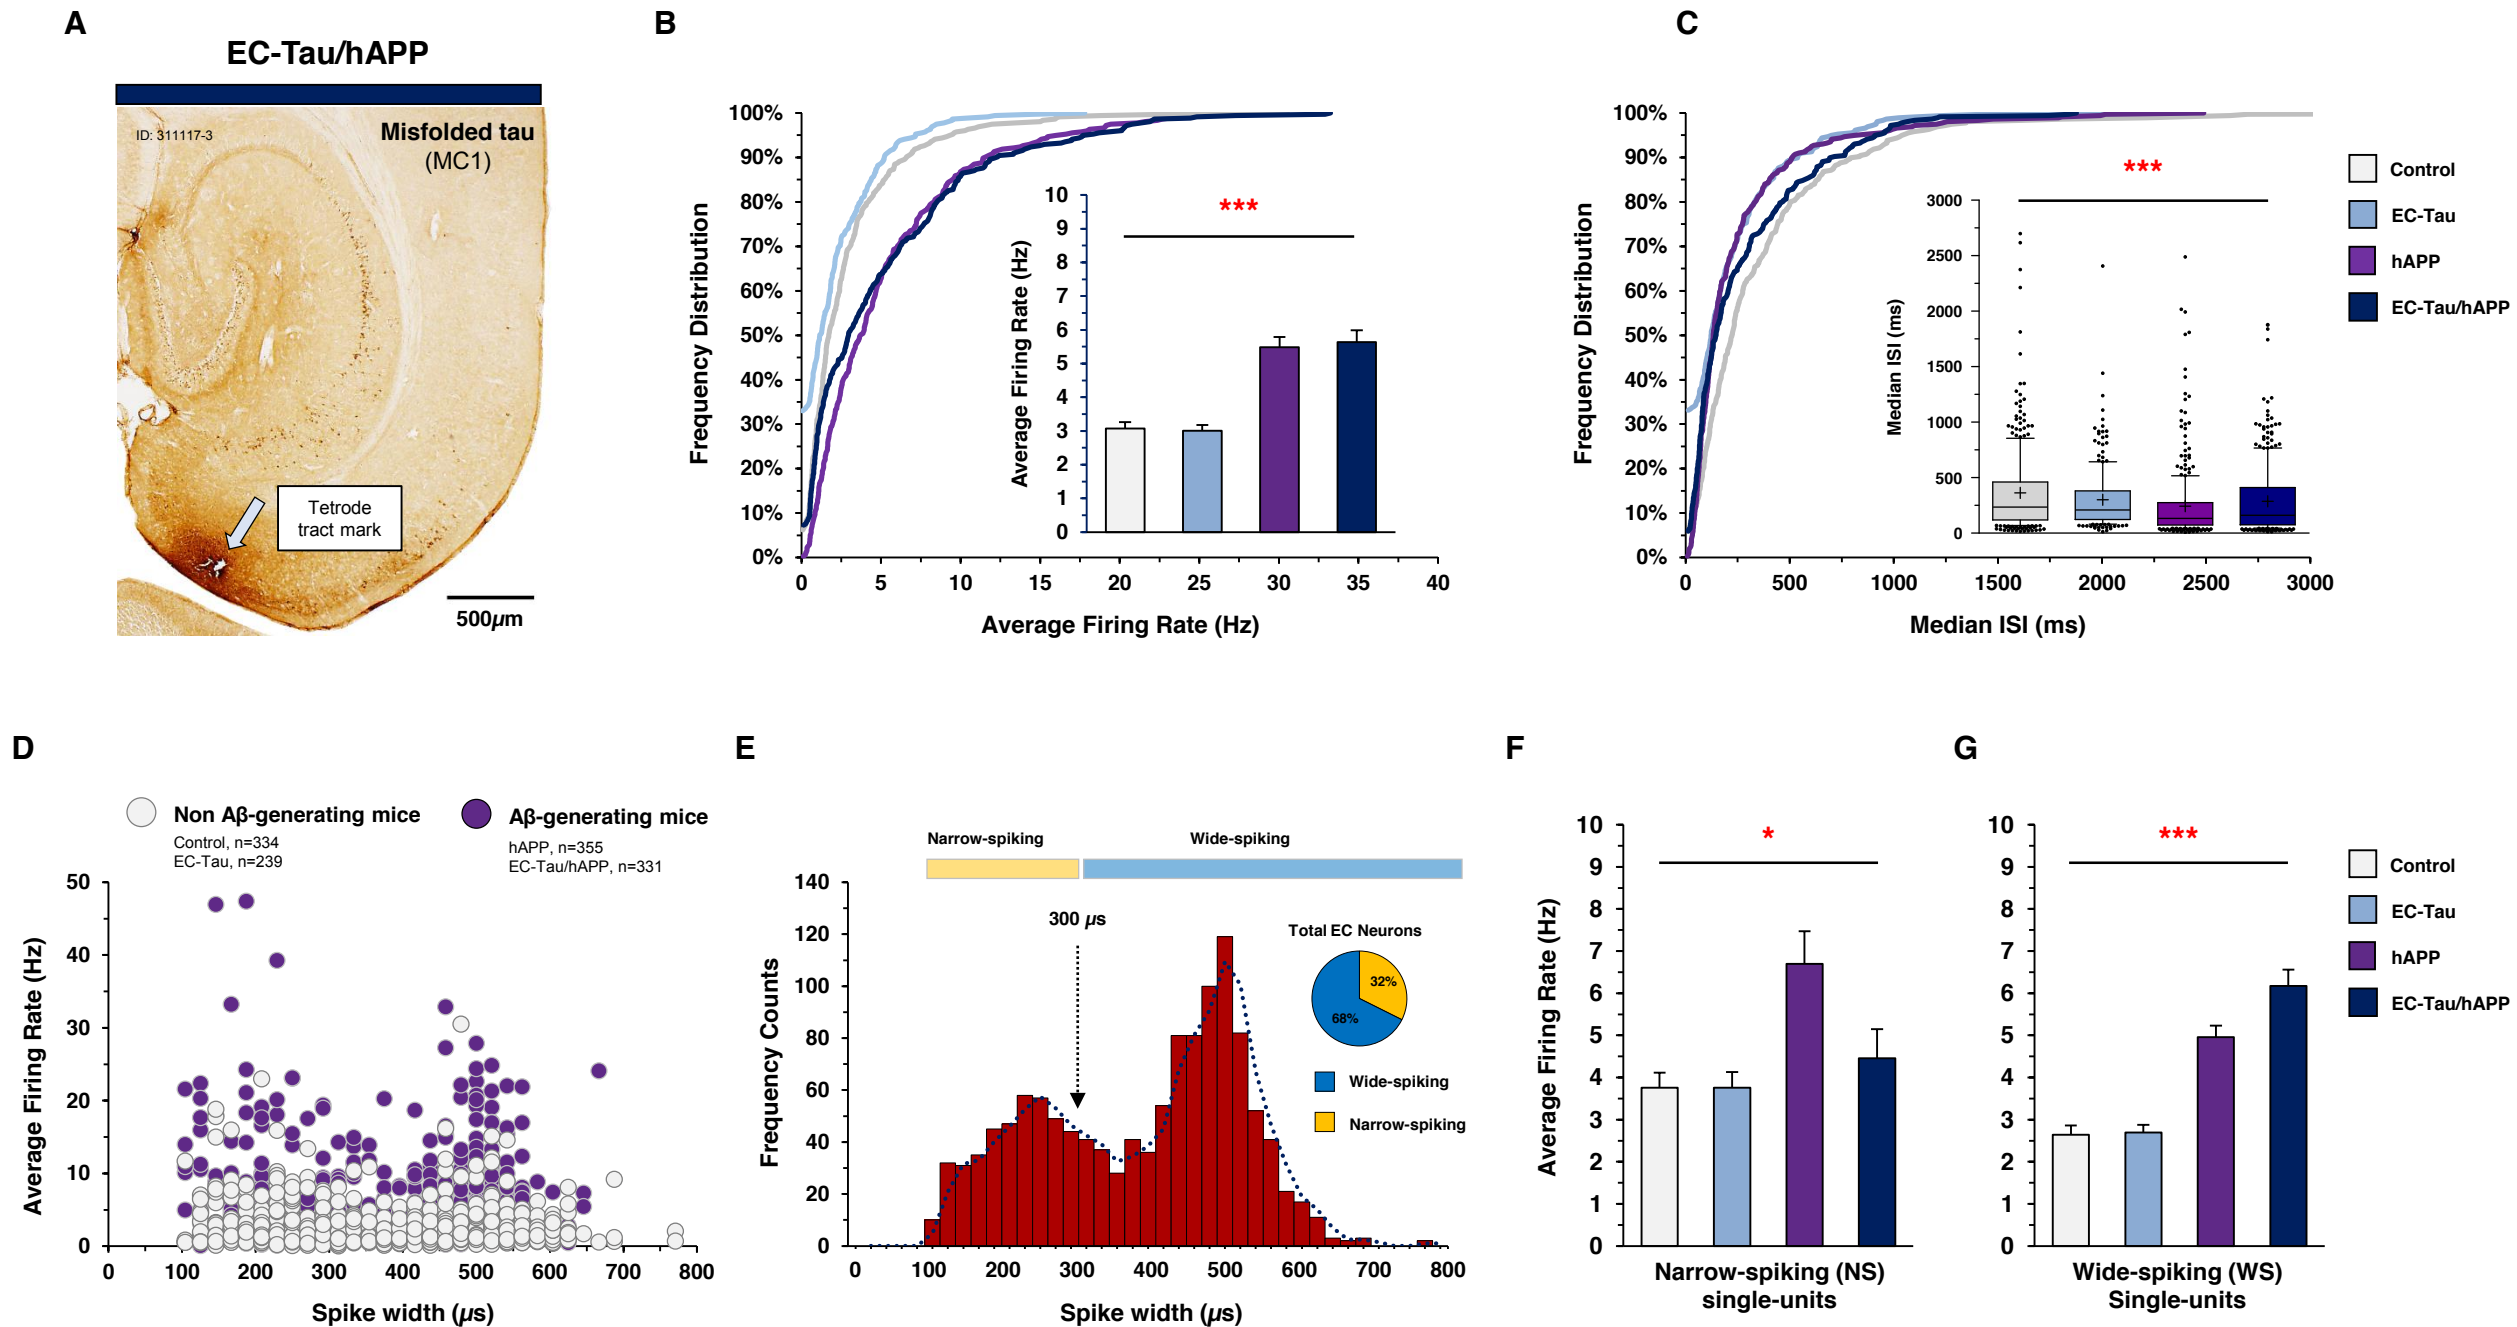 A
EC-Tau/hAPP
ID: 311117-3
Misfolded tau
(MC1)
Tetrode
tract mark
500µm
B
Frequency Distribution
100%
90%
80%
70%
60%
50%
40%
30%
20%
10%
0%
0 5 10 15 20 25 30 35 40
Average Firing Rate (Hz)
Average Firing Rate (Hz)
10
9
8
7
6
5
4
3
2
1
0
***
C
Frequency Distribution
100%
90%
80%
70%
60%
50%
40%
30%
20%
10%
0%
0 500 1000 1500 2000 2500 3000
Median ISI (ms)
Median ISI (ms)
3000
2500
2000
1500
1000
500
0
***
Control
EC-Tau
hAPP
EC-Tau/hAPP
D
Non Aβ-generating mice
Control, n=334
EC-Tau, n=239
Aβ-generating mice
hAPP, n=355
EC-Tau/hAPP, n=331
Average Firing Rate (Hz)
50
40
30
20
10
0
0 100 200 300 400 500 600 700 800
Spike width (µs)
E
Narrow-spiking
Wide-spiking
300 µs
Total EC Neurons
32%
68%
Wide-spiking
Narrow-spiking
Frequency Counts
140
120
100
80
60
40
20
0
0 100 200 300 400 500 600 700 800
Spike width (µs)
F
Average Firing Rate (Hz)
10
9
8
7
6
5
4
3
2
1
0
*
Narrow-spiking (NS)
single-units
G
10
9
8
7
6
5
4
3
2
1
0
***
Wide-spiking (WS)
Single-units
Control
EC-Tau
hAPP
EC-Tau/hAPP